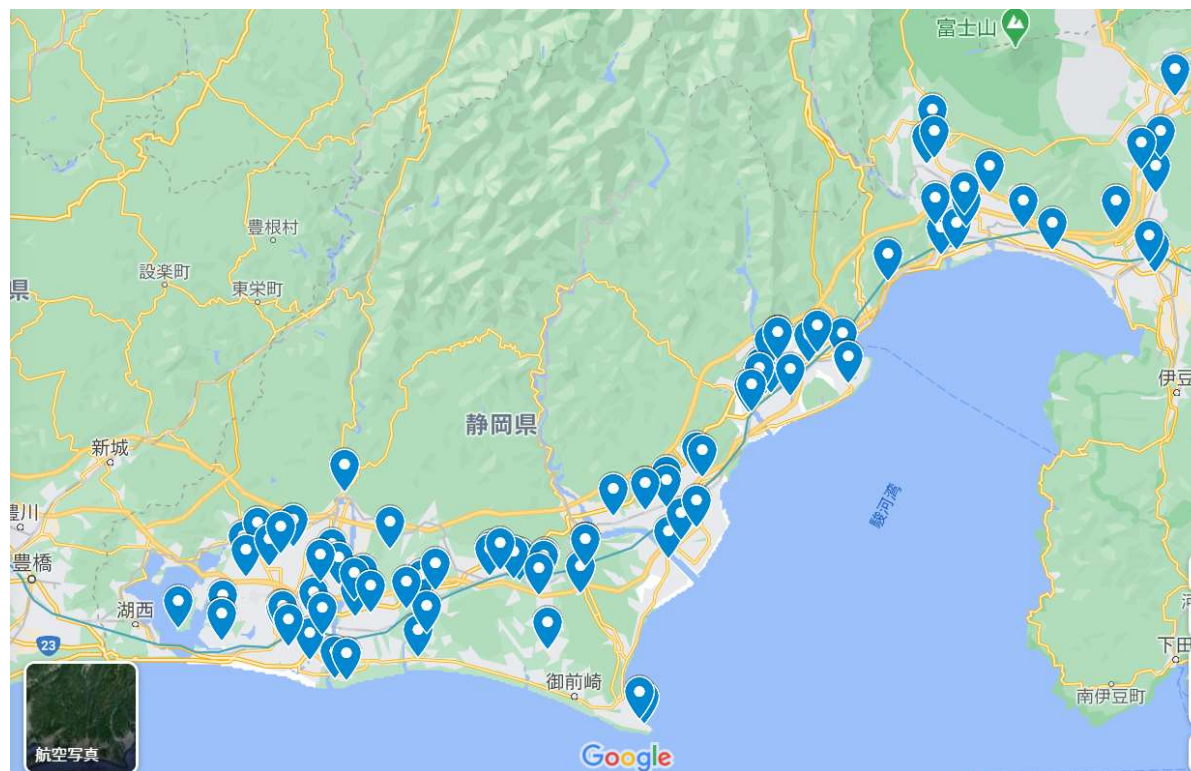 富士山
豊根村
設楽町
東栄町
県
伊豆
静岡県
新城
豊川
駿河湾
豊橋
湖西
23
下田
御前崎
南伊豆町
航空写真
Google